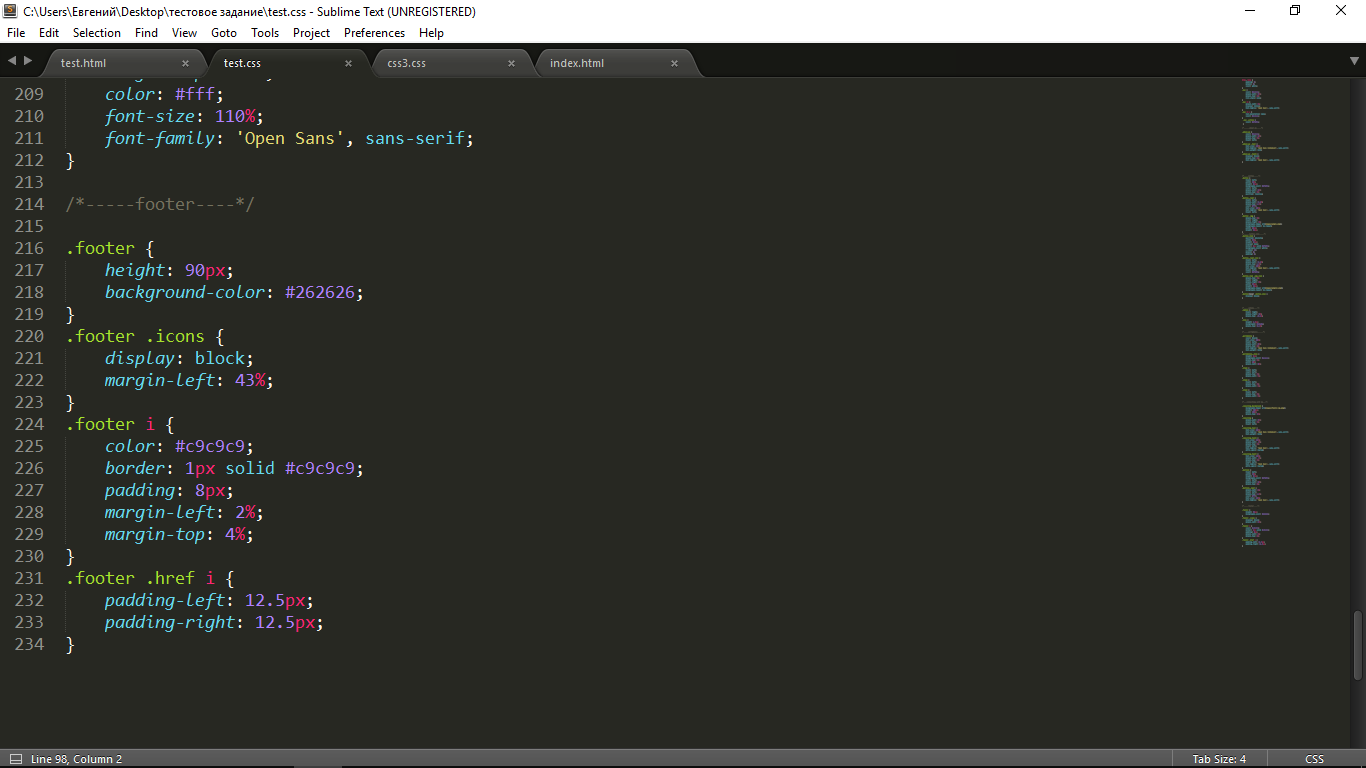 C:\Users\Евгений\Desktop\тестовое задание\test.css - Sublime Text (UNREGISTERED)
File Edit Selection Find View Goto Tools Project Preferences Help
test.html test.css css3.css index.html
209 color: #fff;
210 font-size: 110%;
211 font-family: 'Open Sans', sans-serif;
212 }
213
214 /*-----footer----*/
215
216 .footer {
217 height: 90px;
218 background-color: #262626;
219 }
220 .footer .icons {
221 display: block;
222 margin-left: 43%;
223 }
224 .footer i {
225 color: #c9c9c9;
226 border: 1px solid #c9c9c9;
227 padding: 8px;
228 margin-left: 2%;
229 margin-top: 4%;
230 }
231 .footer .href i {
232 padding-left: 12.5px;
233 padding-right: 12.5px;
234 }
Line 98, Column 2 Tab Size: 4 CSS